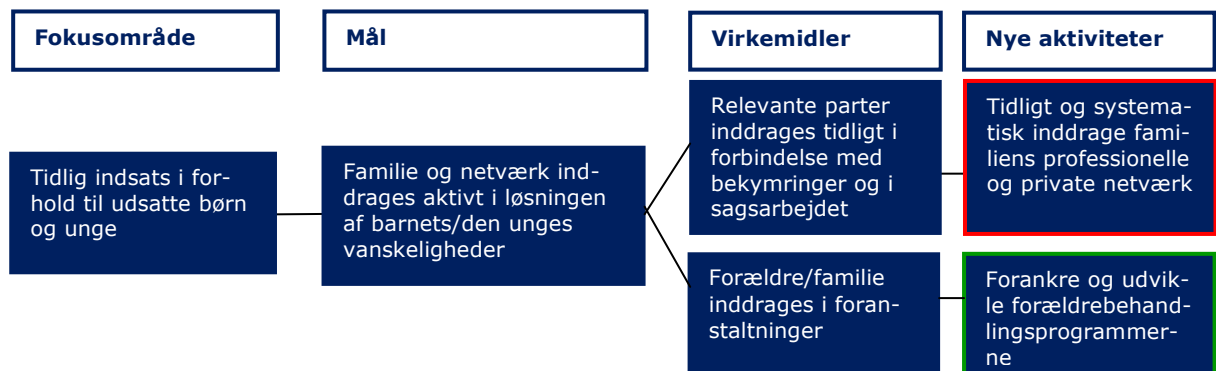 Fokusområde
Mål
Virkemidler
Nye aktiviteter
Tidlig indsats i for-
hold til udsatte børn
og unge
Familie og netværk ind-
drages aktivt i løsningen
af barnets/den unges
vanskeligheder
Relevante parter
inddrages tidligt i
forbindelse med
bekymringer og i
sagsarbejdet
Tidligt og systema-
tisk inddrage fami-
liens professionelle
og private netværk
Forældre/familie
inddrages i foran-
staltninger
Forankre og udvik-
le forældrebehand-
lingsprogrammer-
ne